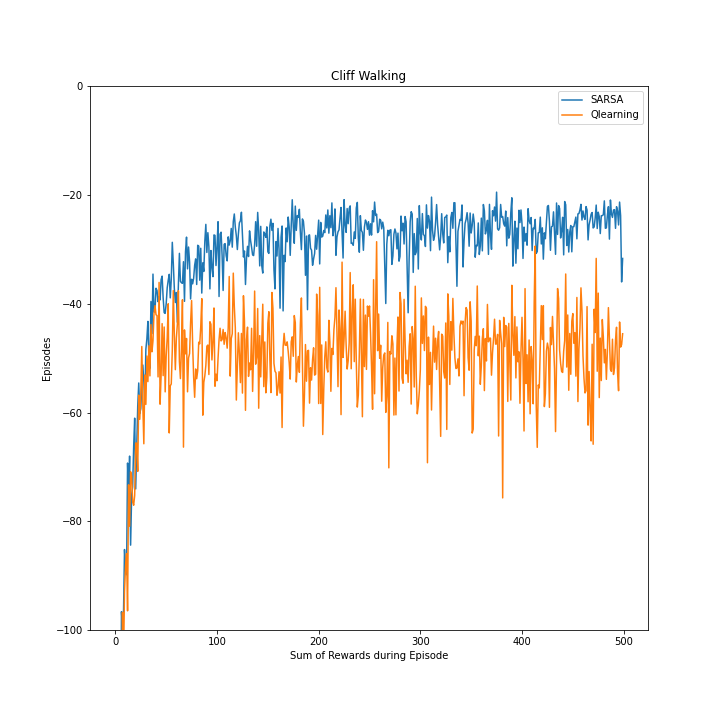 Cliff Walking
SARSA
Qlearning
0
−20
−40
−60
−80
−100
Episodes
0 100 200 300 400 500
Sum of Rewards during Episode